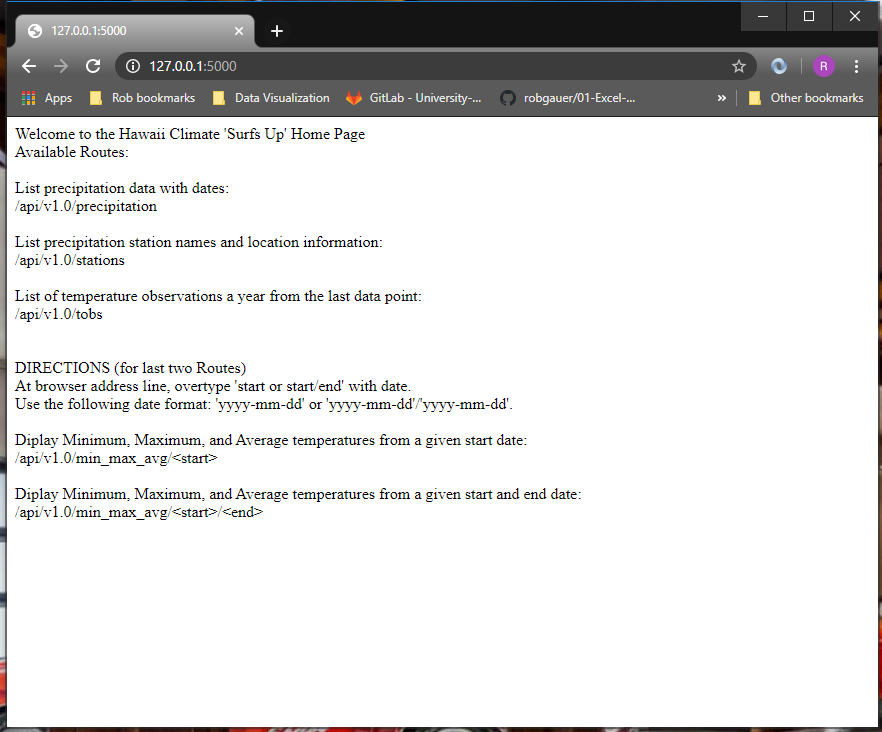 127.0.0.1:5000
127.0.0.1:5000
R
Apps
Rob bookmarks
Data Visualization
GitLab - University-...
robgauer/01-Excel-...
»
Other bookmarks
Welcome to the Hawaii Climate 'Surfs Up' Home Page
Available Routes:
List precipitation data with dates:
/api/v1.0/precipitation
List precipitation station names and location information:
/api/v1.0/stations
List of temperature observations a year from the last data point:
/api/v1.0/tobs
DIRECTIONS (for last two Routes)
At browser address line, overtype 'start or start/end' with date.
Use the following date format: 'yyyy-mm-dd' or 'yyyy-mm-dd'/'yyyy-mm-dd'.
Diplay Minimum, Maximum, and Average temperatures from a given start date:
/api/v1.0/min_max_avg/<start>
Diplay Minimum, Maximum, and Average temperatures from a given start and end date:
/api/v1.0/min_max_avg/<start>/<end>